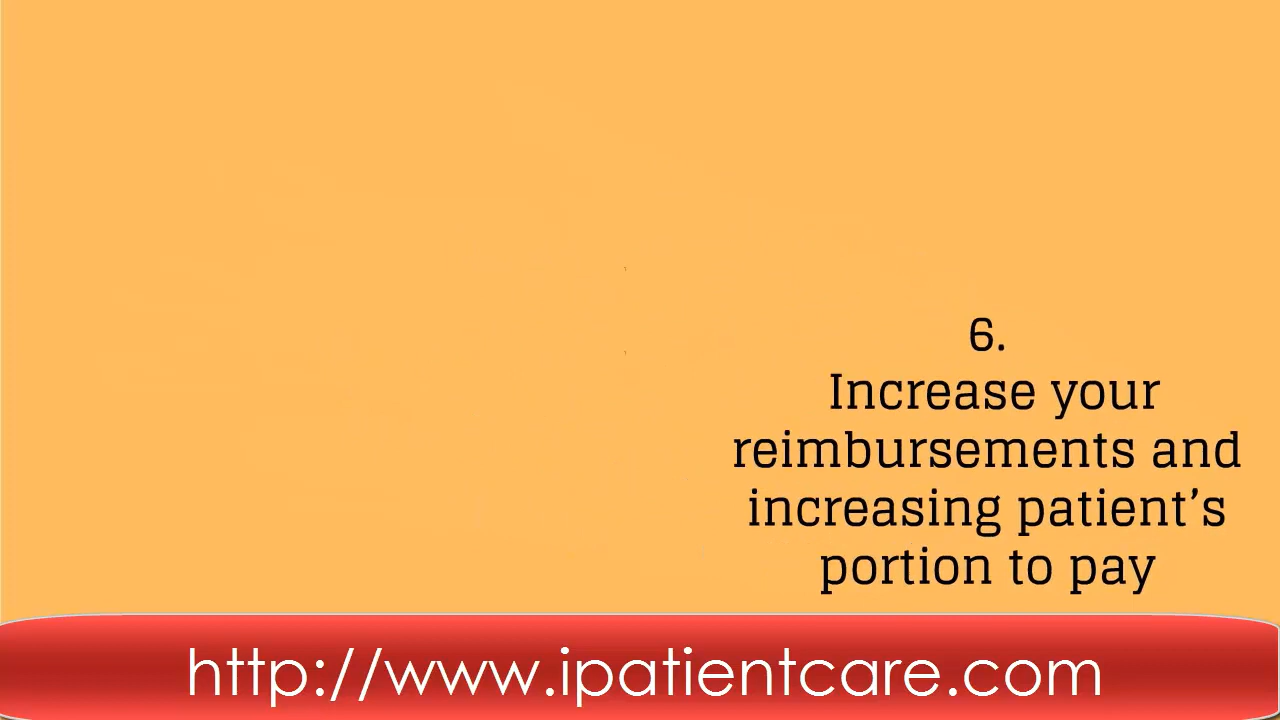 6.
Increase your
reimbursements and
increasing patient’s
portion to pay
http://www.ipatientcare.com